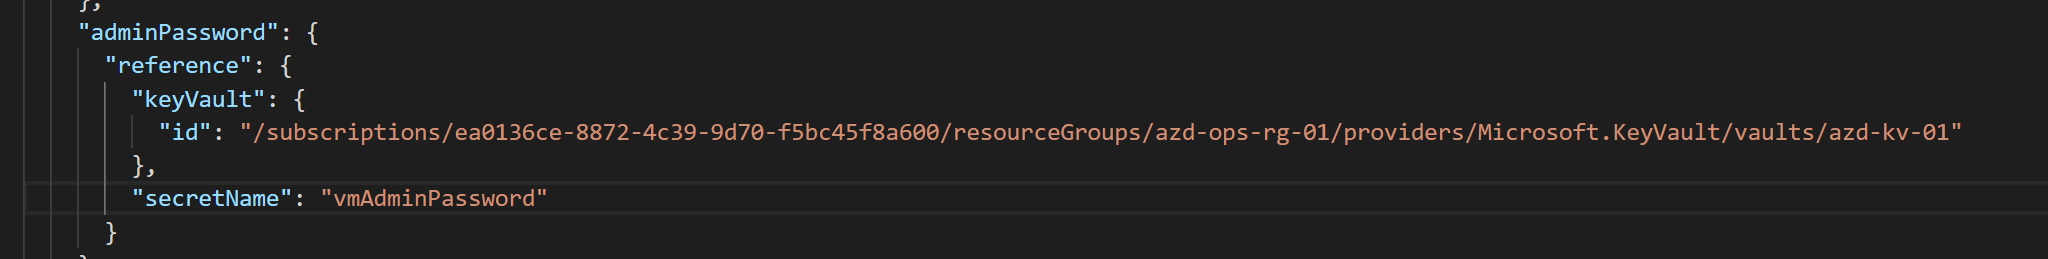 },
"adminPassword": {
"reference": {
"keyVault": {
"id": "/subscriptions/ea0136ce-8872-4c39-9d70-f5bc45f8a600/resourceGroups/azd-ops-rg-01/providers/Microsoft.KeyVault/vaults/azd-kv-01"
},
"secretName": "vmAdminPassword"
}